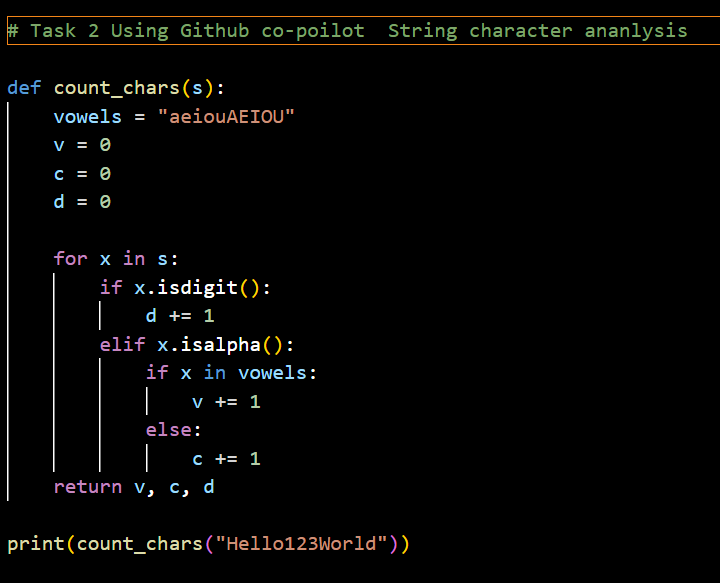 # Task 2 Using Github co-poilot  String character ananlysis
def count_chars(s):
    vowels = "aeiouAEIOU"
    v = 0
    c = 0
    d = 0
    for x in s:
        if x.isdigit():
            d += 1
        elif x.isalpha():
            if x in vowels:
                v += 1
            else:
                c += 1
    return v, c, d
print(count_chars("Hello123World"))